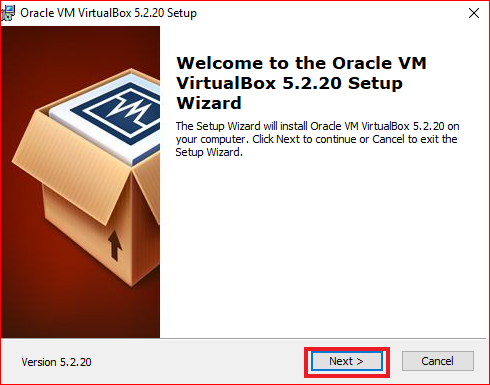 Oracle VM VirtualBox 5.2.20 Setup
Welcome to the Oracle VM
VirtualBox 5.2.20 Setup
Wizard
The Setup Wizard will install Oracle VM VirtualBox 5.2.20 on
your computer. Click Next to continue or Cancel to exit the
Setup Wizard.
Version 5.2.20
Next >
Cancel